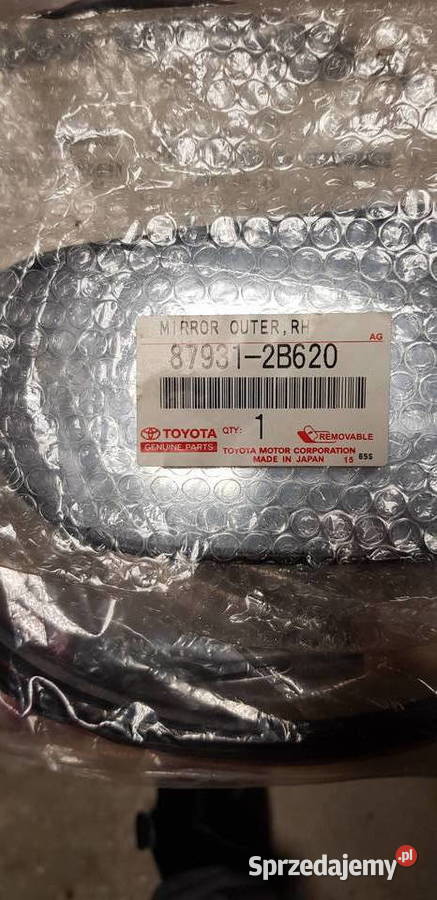 MIRROR OUTER,RH
AG
87931-2B620
TOYOTA QTY: 1 REMOVABLE
GENUINE PARTS
TOYOTA MOTOR CORPORATION
MADE IN JAPAN 15 65S
Sprzedajemy.pl